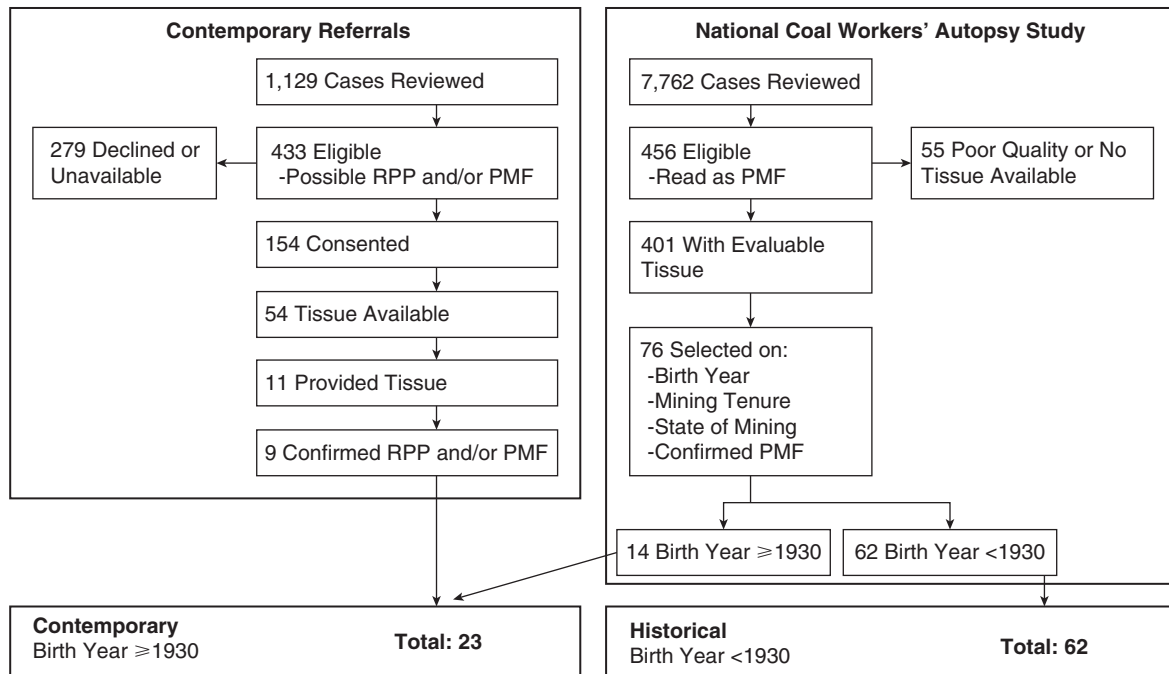 Contemporary Referrals
1,129 Cases Reviewed
279 Declined or
Unavailable
433 Eligible
-Possible RPP and/or PMF
154 Consented
54 Tissue Available
11 Provided Tissue
9 Confirmed RPP and/or PMF
National Coal Workers' Autopsy Study
7,762 Cases Reviewed
456 Eligible
-Read as PMF
55 Poor Quality or No
Tissue Available
401 With Evaluable
Tissue
76 Selected on:
-Birth Year
-Mining Tenure
-State of Mining
-Confirmed PMF
14 Birth Year ⩾1930
62 Birth Year <1930
Contemporary
Birth Year ⩾1930
Total: 23
Historical
Birth Year <1930
Total: 62